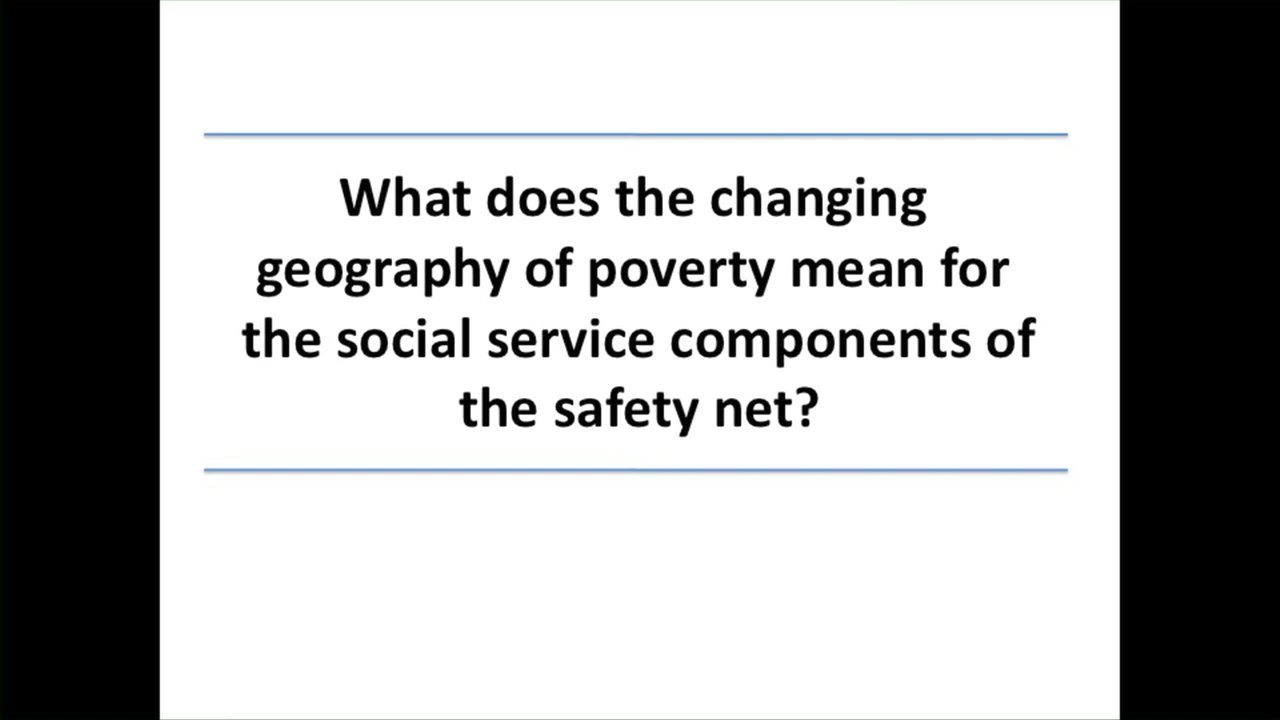 What does the changing
geography of poverty mean for
the social service components of
the safety net?